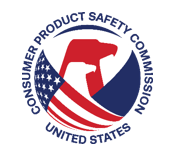 CONSUMER PRODUCT SAFETY COMMISSION
UNITED STATES